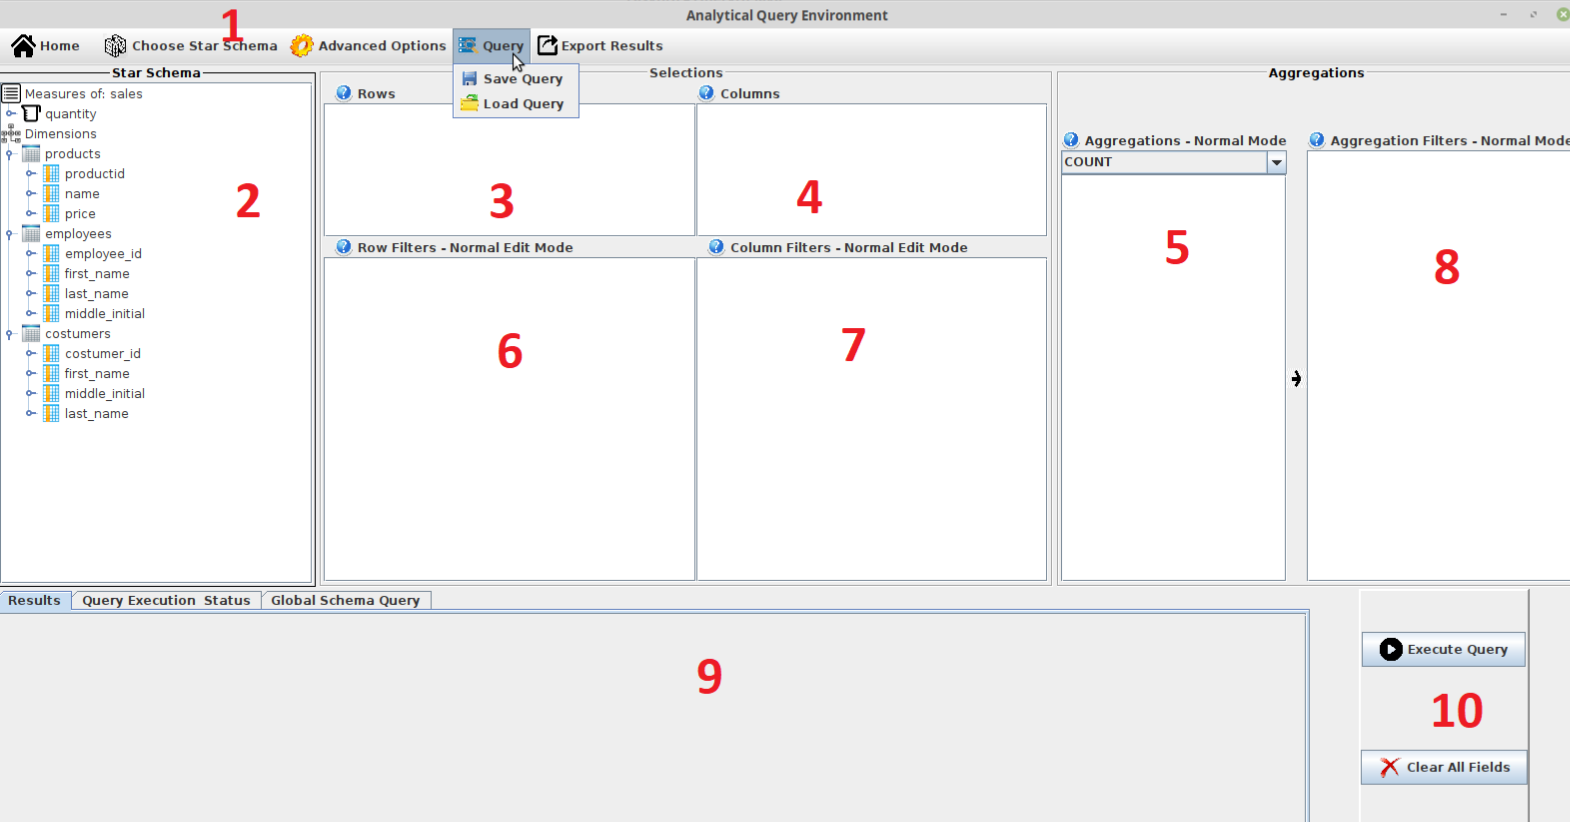 Analytical Query Environment
1
Home Choose Star Schema Advanced Options Query Export Results
Save Query
Load Query
Star Schema
Measures of: sales
quantity
Dimensions
products
productid
name
price
employees
employee_id
first_name
last_name
middle_initial
costumers
costumer_id
first_name
middle_initial
last_name
2
Selections
Rows
3
Columns
4
Row Filters - Normal Edit Mode
6
Column Filters - Normal Edit Mode
7
Aggregations
Aggregations - Normal Mode
COUNT
5
Aggregation Filters - Normal Mode
8
Results Query Execution Status Global Schema Query
9
Execute Query
10
Clear All Fields